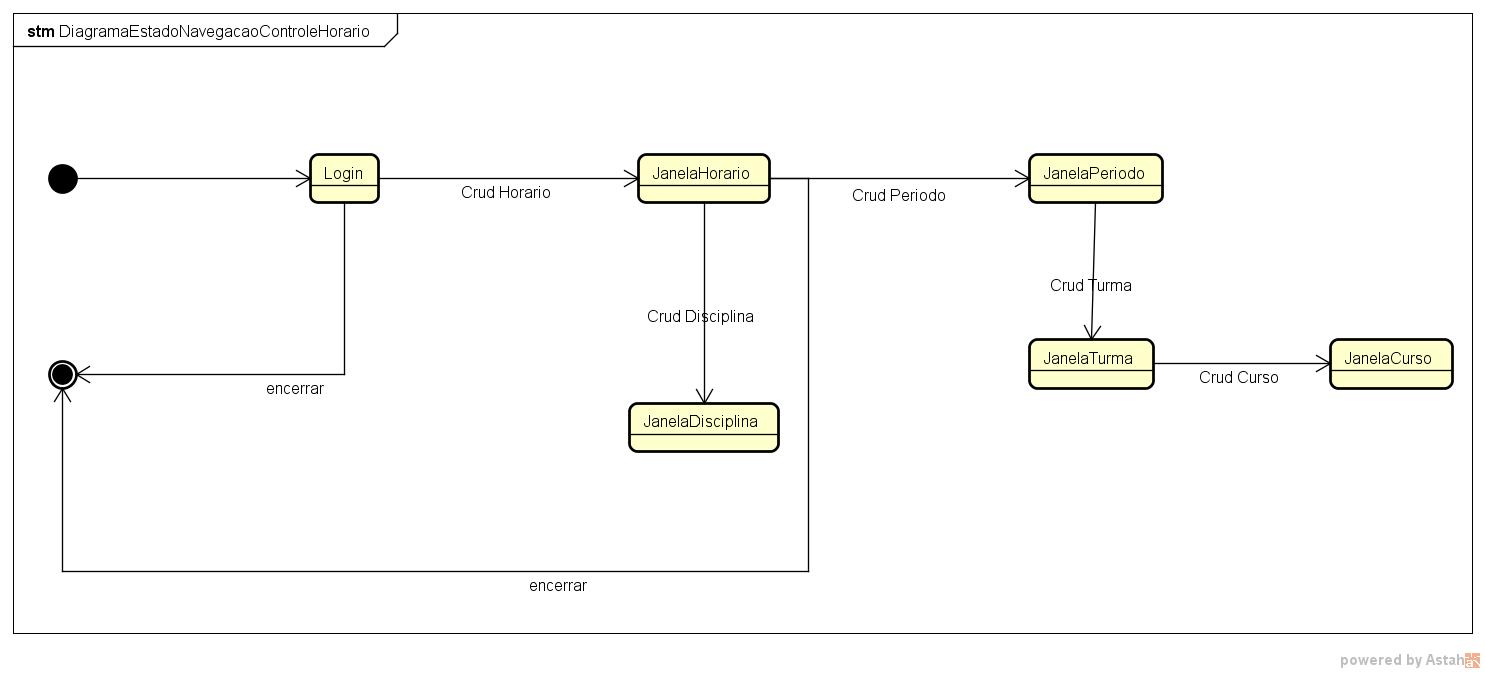 stm DiagramaEstadoNavegacaoControleHorario
Login
Crud Horario
JanelaHorario
Crud Periodo
JanelaPeriodo
Crud Turma
Crud Disciplina
JanelaTurma
Crud Curso
JanelaCurso
encerrar
JanelaDisciplina
encerrar
powered by Astah